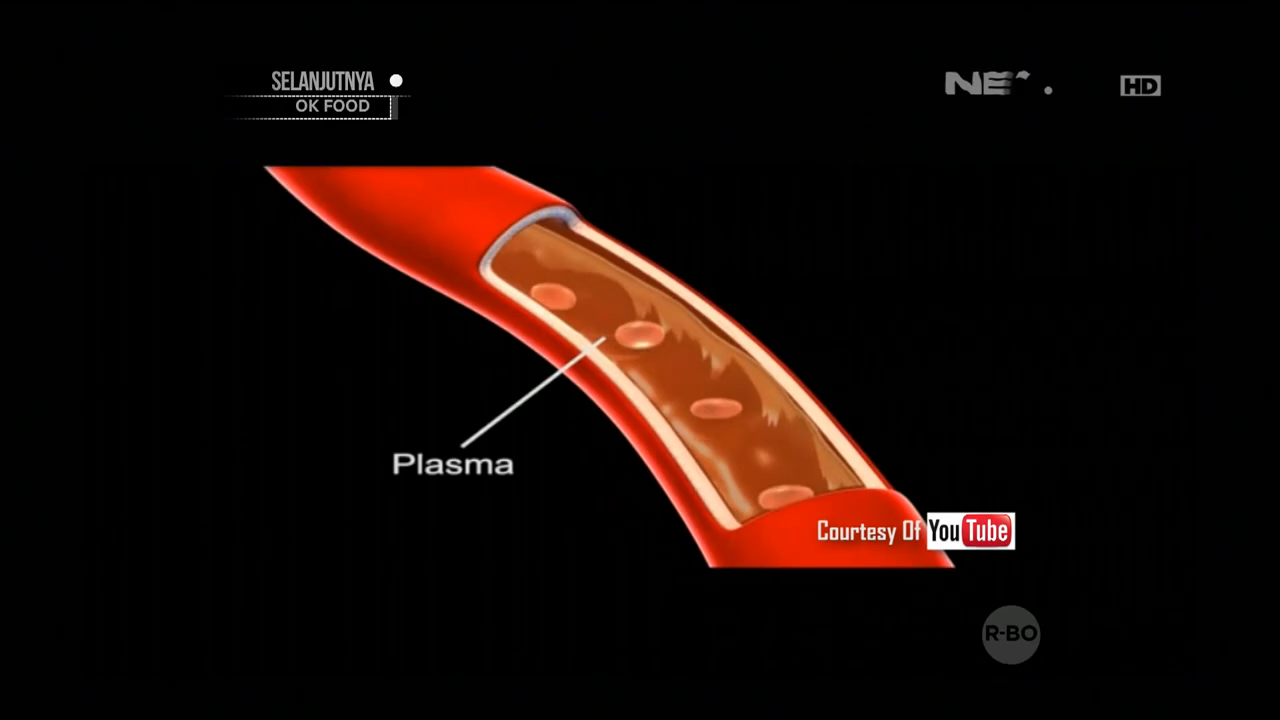 SELANJUTNYA
OK FOOD
HD
Plasma
Courtesy Of YouTube
R-BO